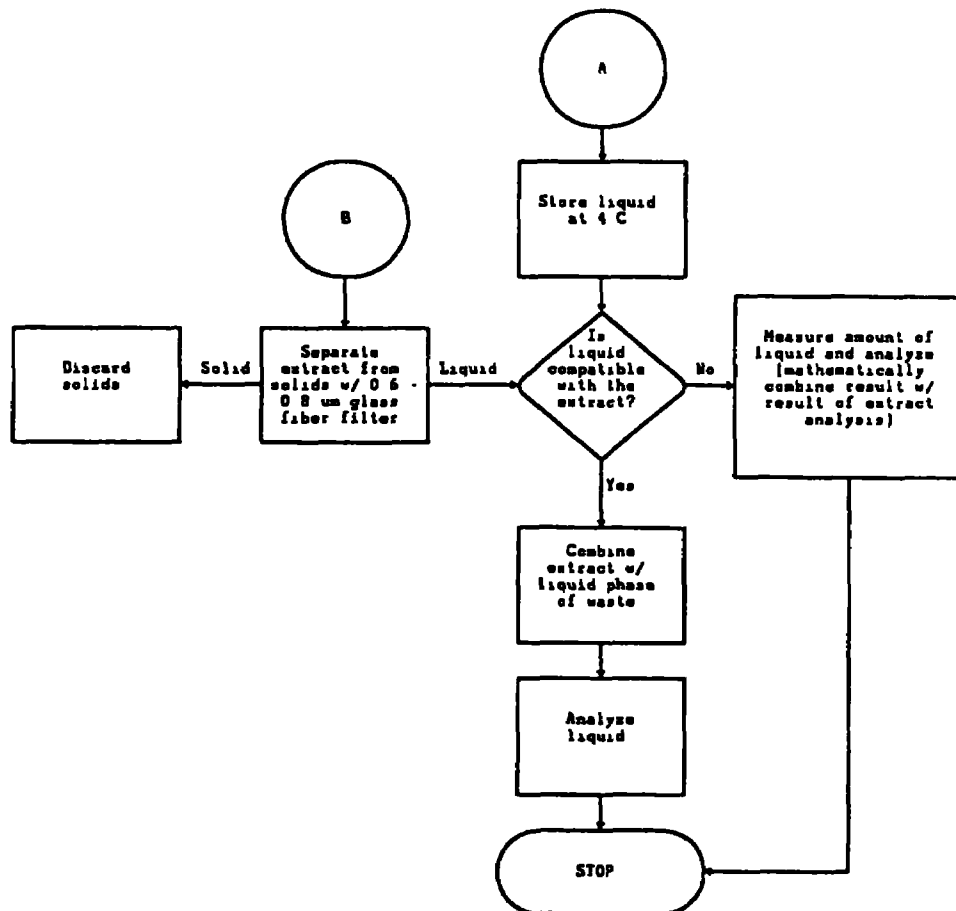 A
Store liquid
at 4 C
B
Discard
solids
Solid
Separate
extract from
solids w/ 0 6 -
0 8 um glass
fiber filter
Liquid
Is
liquid
compatible
with the
extract?
No
Measure amount of
liquid and analyze
(mathematically
combine result w/
result of extract
analysis)
Yes
Combine
extract w/
liquid phase
of waste
Analyze
liquid
STOP